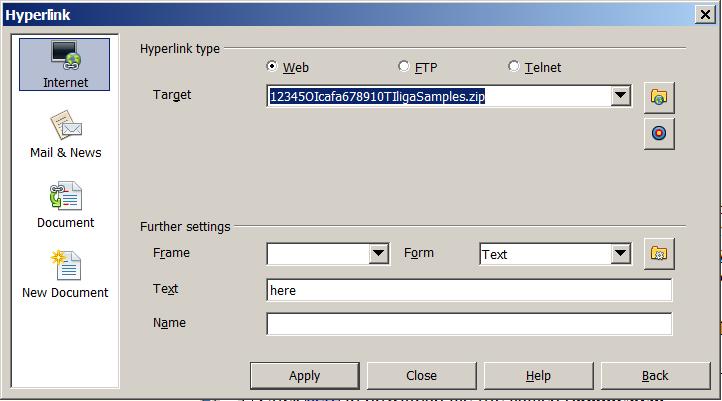 Hyperlink
Internet
Mail & News
Document
New Document
Hyperlink type
Web FTP Telnet
Target 12345OIcafa678910TIligaSamples.zip
Further settings
Frame Form Text
Text here
Name
Apply Close Help Back